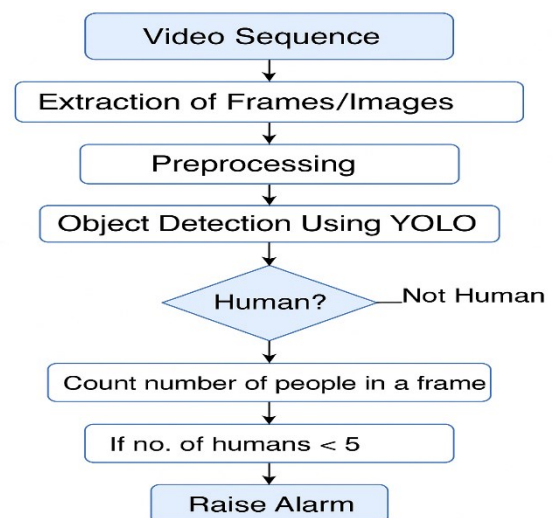 Video Sequence
Extraction of Frames/Images
Preprocessing
Object Detection Using YOLO
Human?
Not Human
Count number of people in a frame
If no. of humans < 5
Raise Alarm